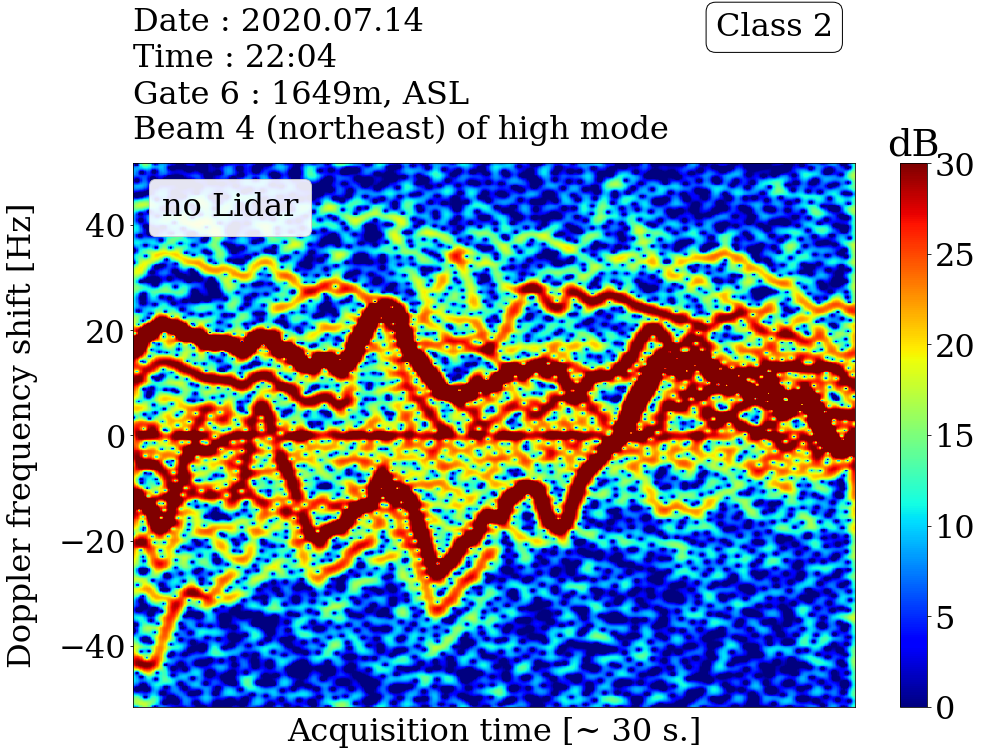 Date : 2020.07.14
Time : 22:04
Gate 6 : 1649m, ASL
Beam 4 (northeast) of high mode
Class 2
dB
no Lidar
Doppler frequency shift [Hz]
40
20
0
−20
−40
30
25
20
15
10
5
0
Acquisition time [~ 30 s.]